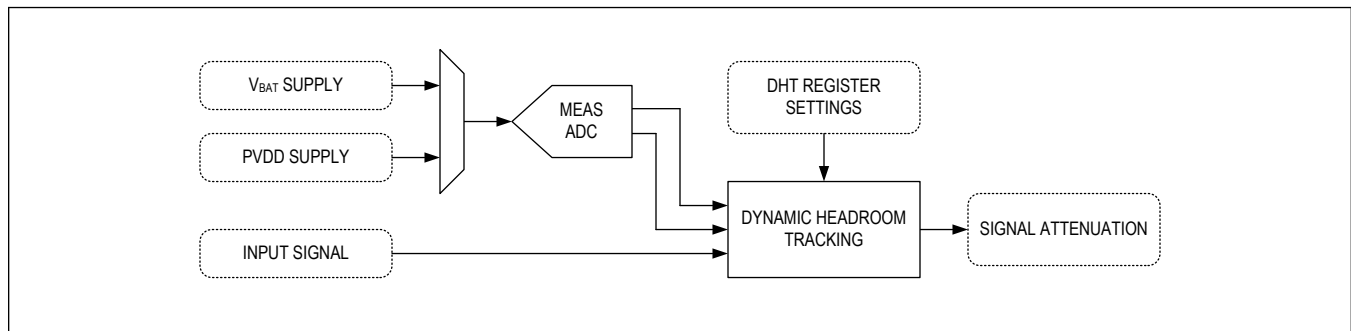 VBAT SUPPLY
PVDD SUPPLY
INPUT SIGNAL
MEAS
ADC
DHT REGISTER
SETTINGS
DYNAMIC HEADROOM
TRACKING
SIGNAL ATTENUATION